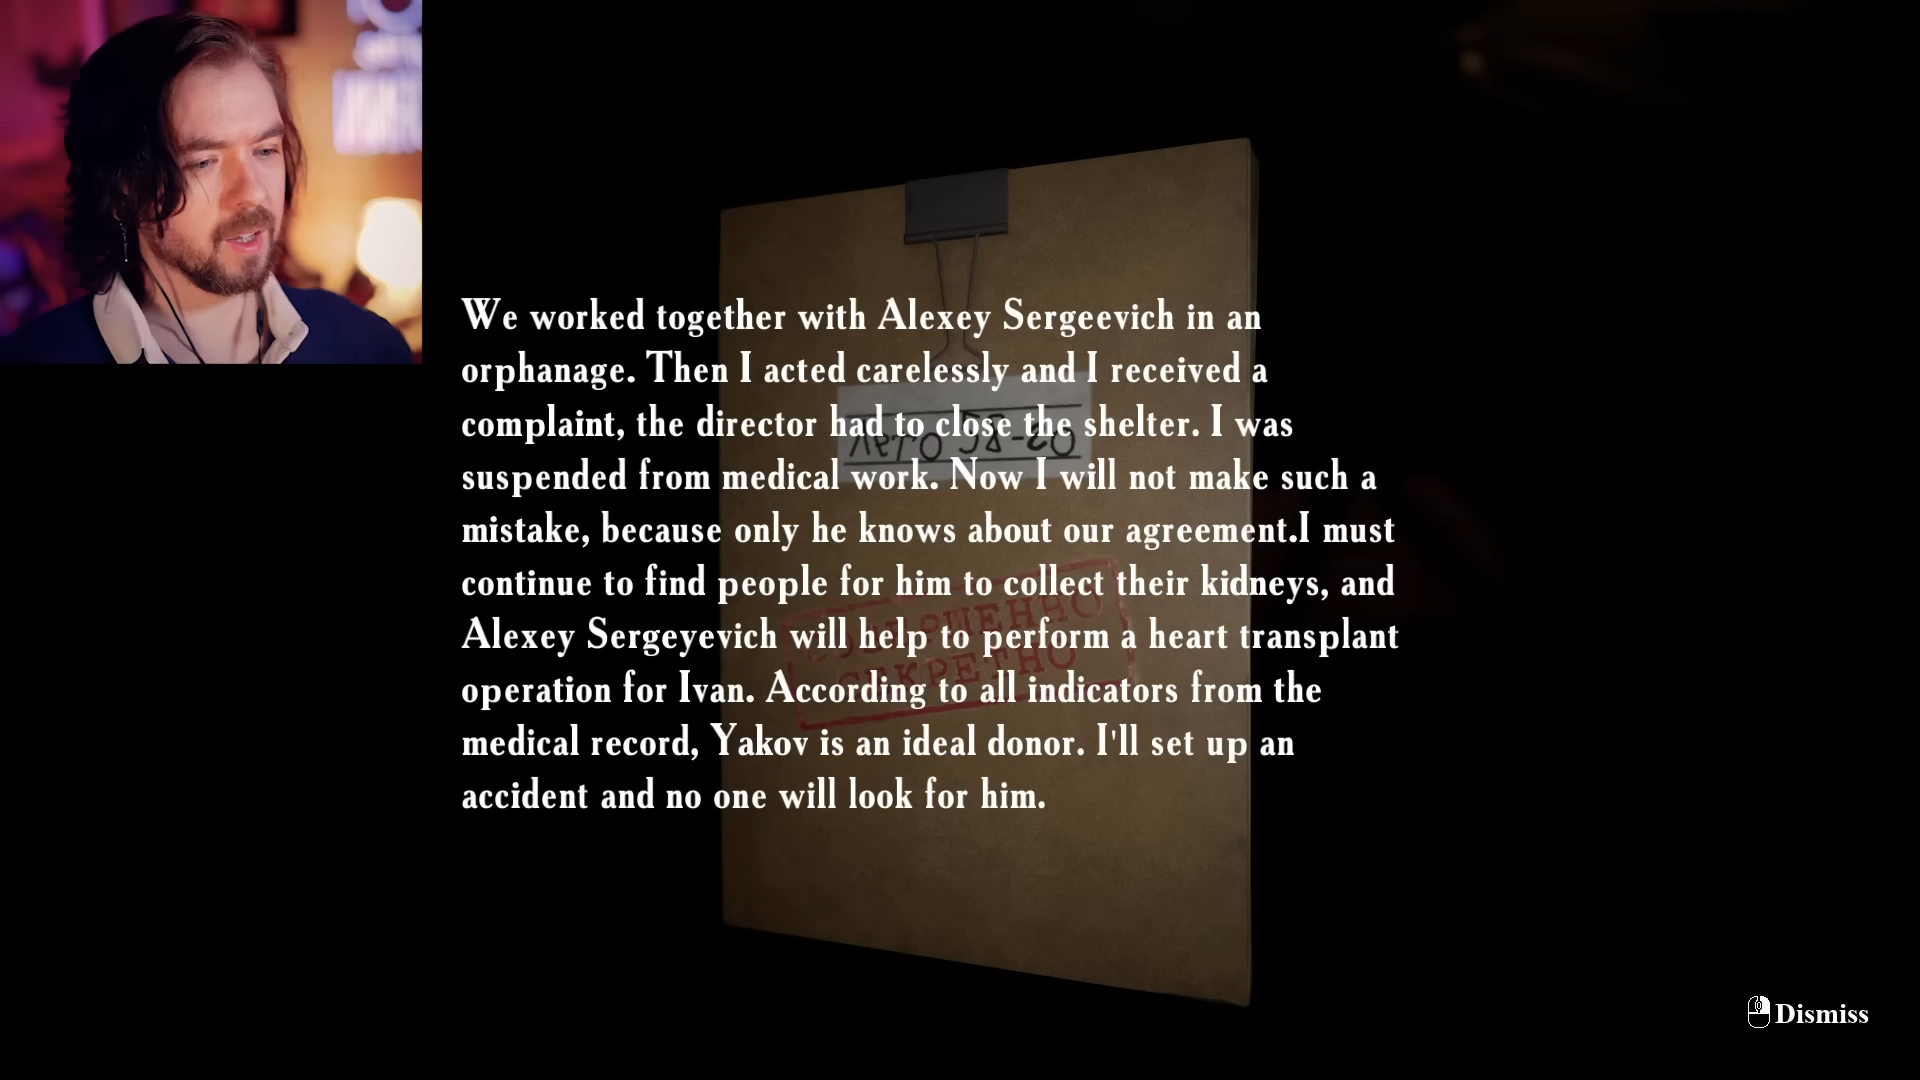 We worked together with Alexey Sergeevich in an
orphanage. Then I acted carelessly and I received a
complaint, the director had to close the shelter. I was
suspended from medical work. Now I will not make such a
mistake, because only he knows about our agreement.I must
continue to find people for him to collect their kidneys, and
Alexey Sergeyevich will help to perform a heart transplant
operation for Ivan. According to all indicators from the
medical record, Yakov is an ideal donor. I'll set up an
accident and no one will look for him.
Dismiss